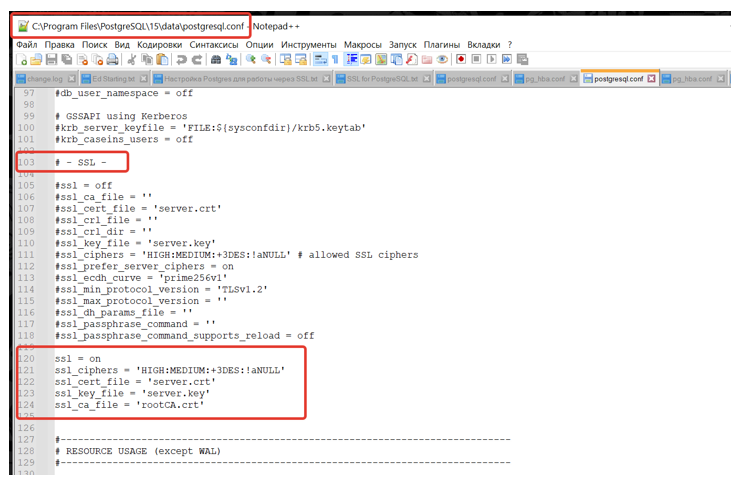 C:\Program Files\PostgreSQL\15\data\postgresql.conf - Notepad++
Файл Правка Поиск Вид Кодировки Синтаксисы Опции Инструменты Макросы Запуск Плагины Вкладки ?
change.log Ed Starting.txt Настройка Postgres для работы через SSL.txt SSL for PostgreSQL.txt postgresql.conf pg_hba.conf postgresql.conf pg_hba.conf
97 #db_user_namespace = off
98
99 # GSSAPI using Kerberos
100 #krb_server_keyfile = 'FILE:${sysconfdir}/krb5.keytab'
101 #krb_caseins_users = off
102
103 # - SSL -
104
105 #ssl = off
106 #ssl_ca_file = ''
107 #ssl_cert_file = 'server.crt'
108 #ssl_crl_file = ''
109 #ssl_crl_dir = ''
110 #ssl_key_file = 'server.key'
111 #ssl_ciphers = 'HIGH:MEDIUM:+3DES:!aNULL' # allowed SSL ciphers
112 #ssl_prefer_server_ciphers = on
113 #ssl_ecdh_curve = 'prime256v1'
114 #ssl_min_protocol_version = 'TLSv1.2'
115 #ssl_max_protocol_version = ''
116 #ssl_dh_params_file = ''
117 #ssl_passphrase_command = ''
118 #ssl_passphrase_command_supports_reload = off
119
120 ssl = on
121 ssl_ciphers = 'HIGH:MEDIUM:+3DES:!aNULL'
122 ssl_cert_file = 'server.crt'
123 ssl_key_file = 'server.key'
124 ssl_ca_file = 'rootCA.crt'
125
126
127 #------------------------------------------------------------------------------
128 # RESOURCE USAGE (except WAL)
129 #------------------------------------------------------------------------------
130